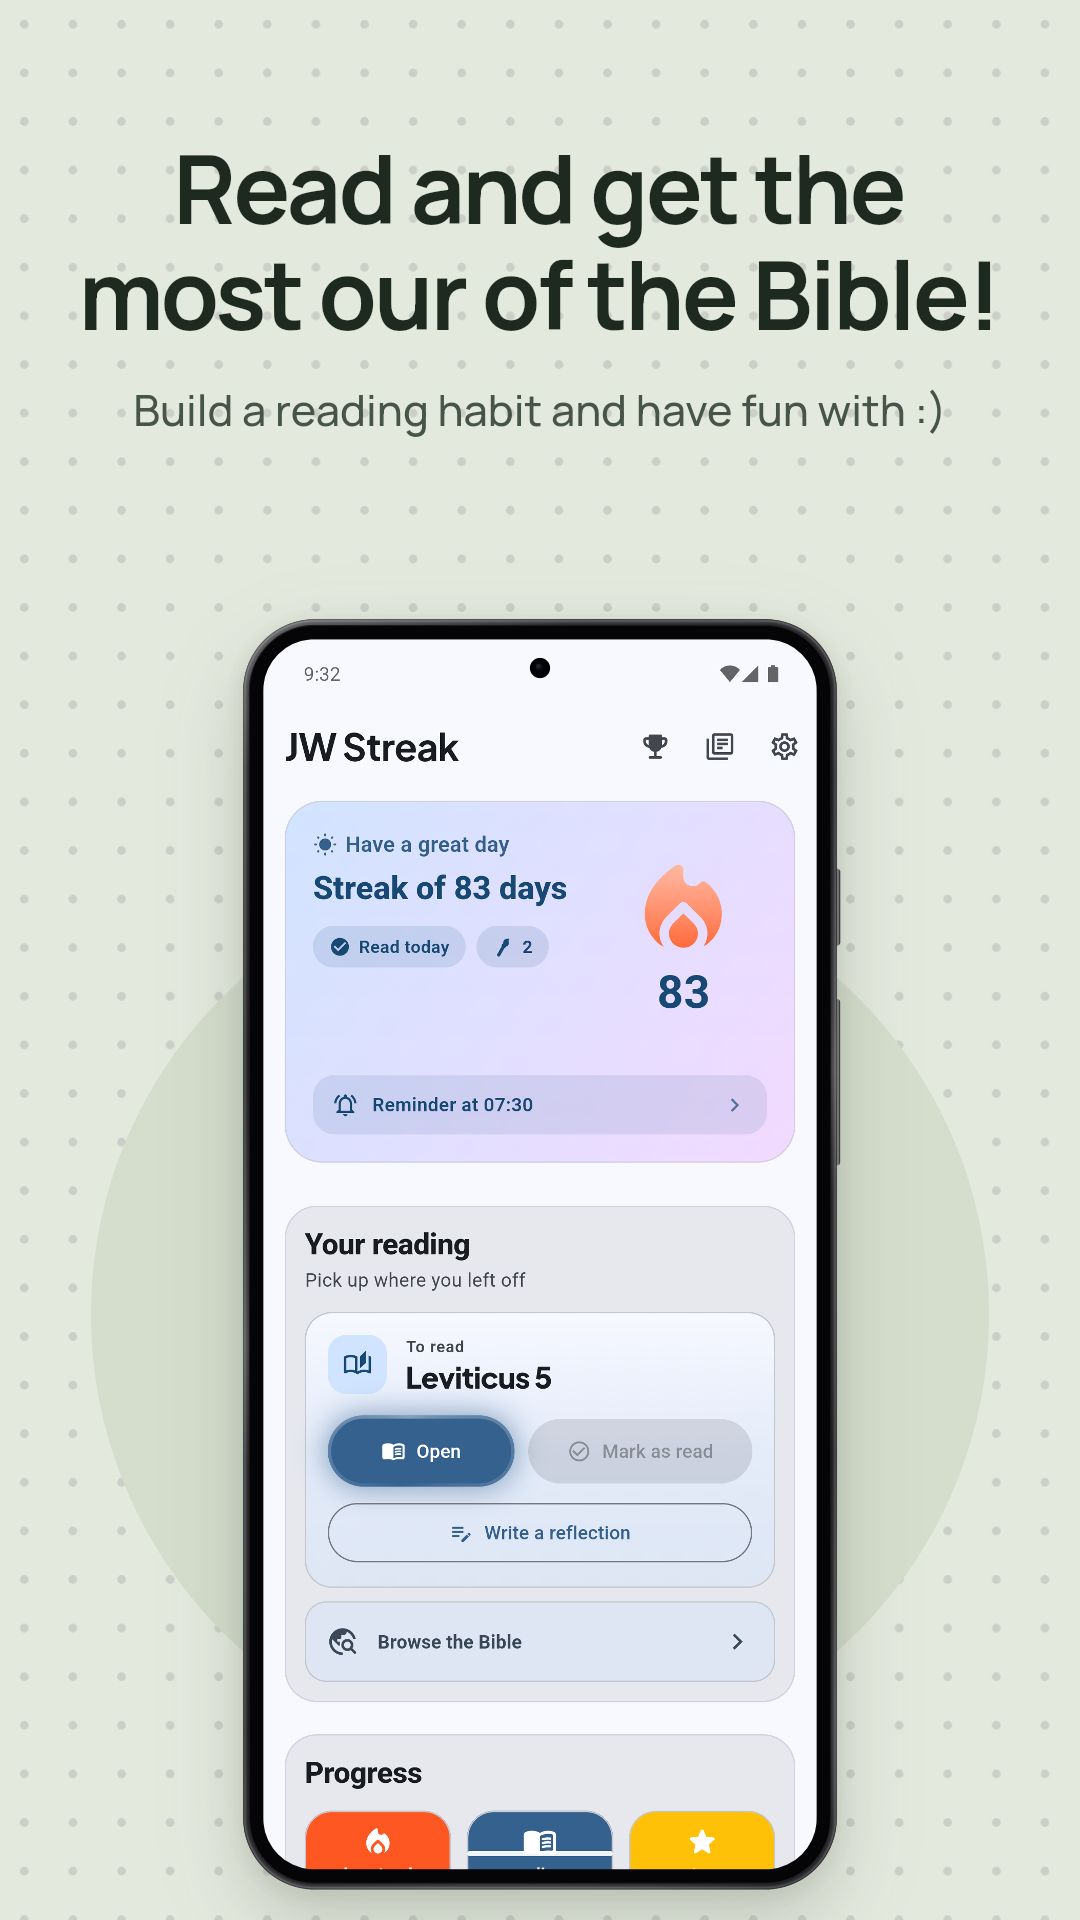 Read and get the
most our of the Bible!
Build a reading habit and have fun with :)
9:32
JW Streak
Have a great day
Streak of 83 days
Read today
2
83
Reminder at 07:30
Your reading
Pick up where you left off
To read
Leviticus 5
Open
Mark as read
Write a reflection
Browse the Bible
Progress